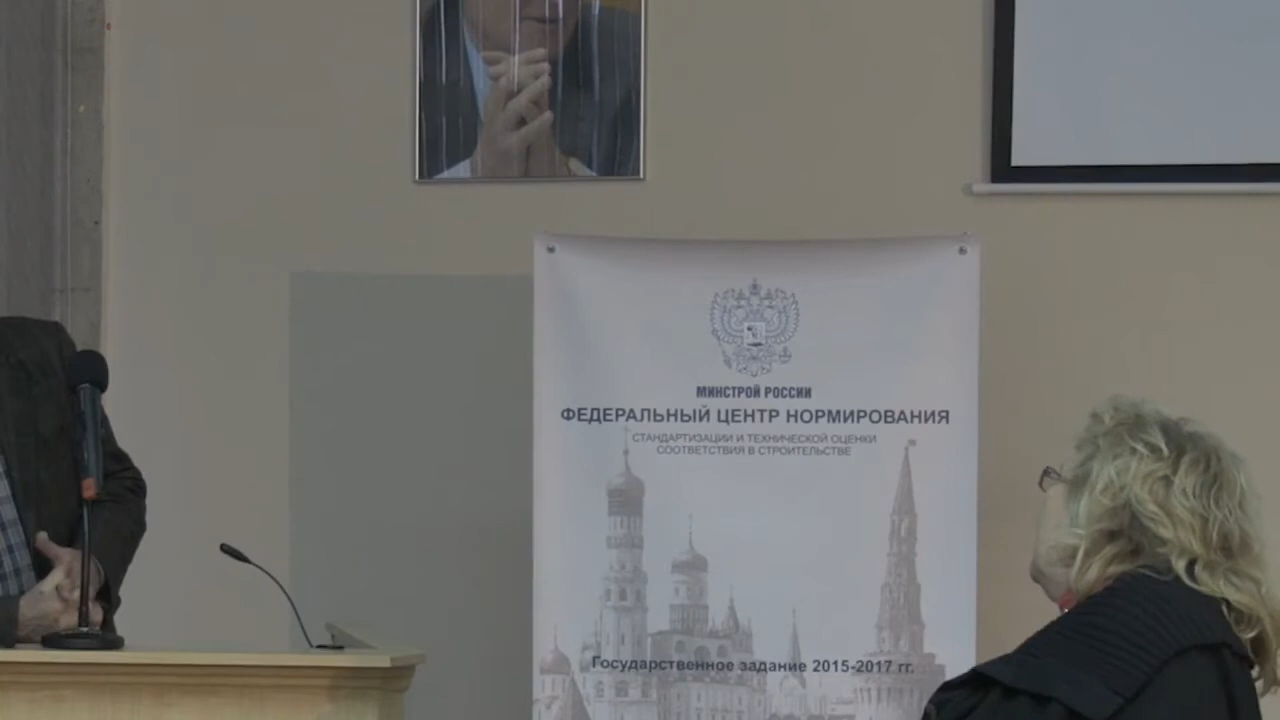 МИНСТРОЙ РОССИИ
ФЕДЕРАЛЬНЫЙ ЦЕНТР НОРМИРОВАНИЯ
СТАНДАРТИЗАЦИИ И ТЕХНИЧЕСКОЙ ОЦЕНКИ
СООТВЕТСТВИЯ В СТРОИТЕЛЬСТВЕ
Государственное задание 2015-2017 гг.